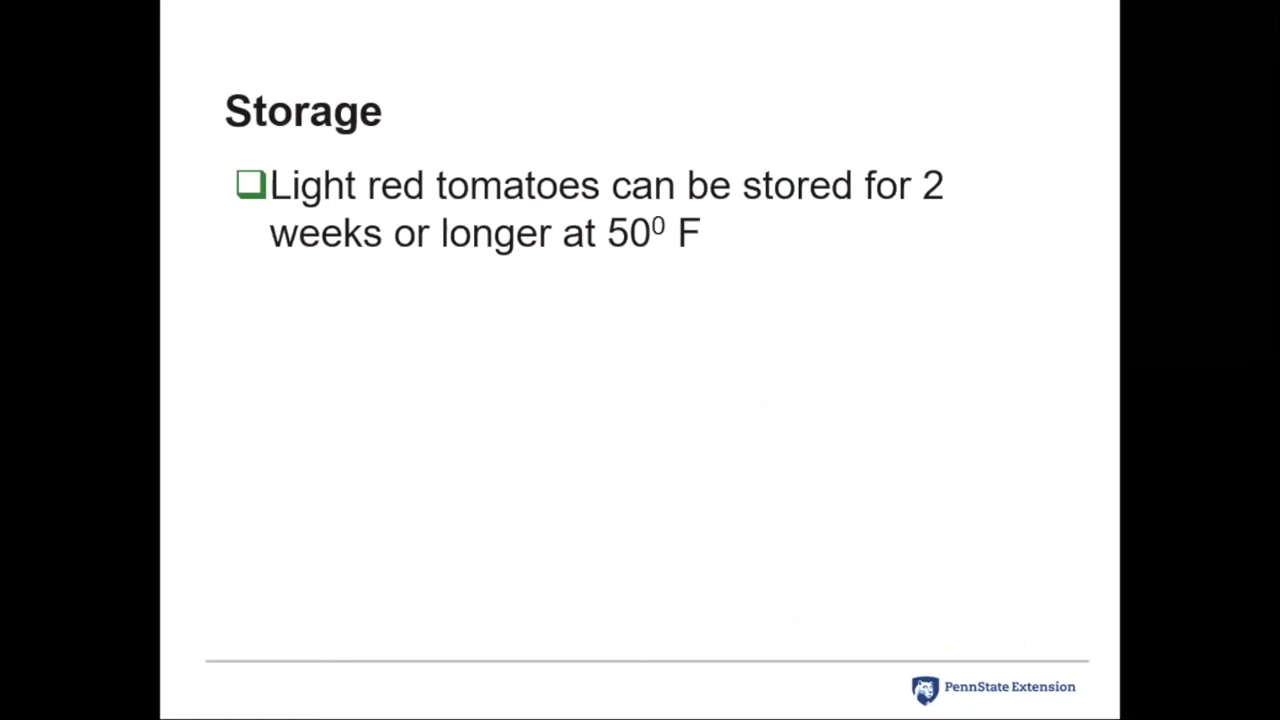 Storage
❑Light red tomatoes can be stored for 2
weeks or longer at 50⁰ F
PennState Extension